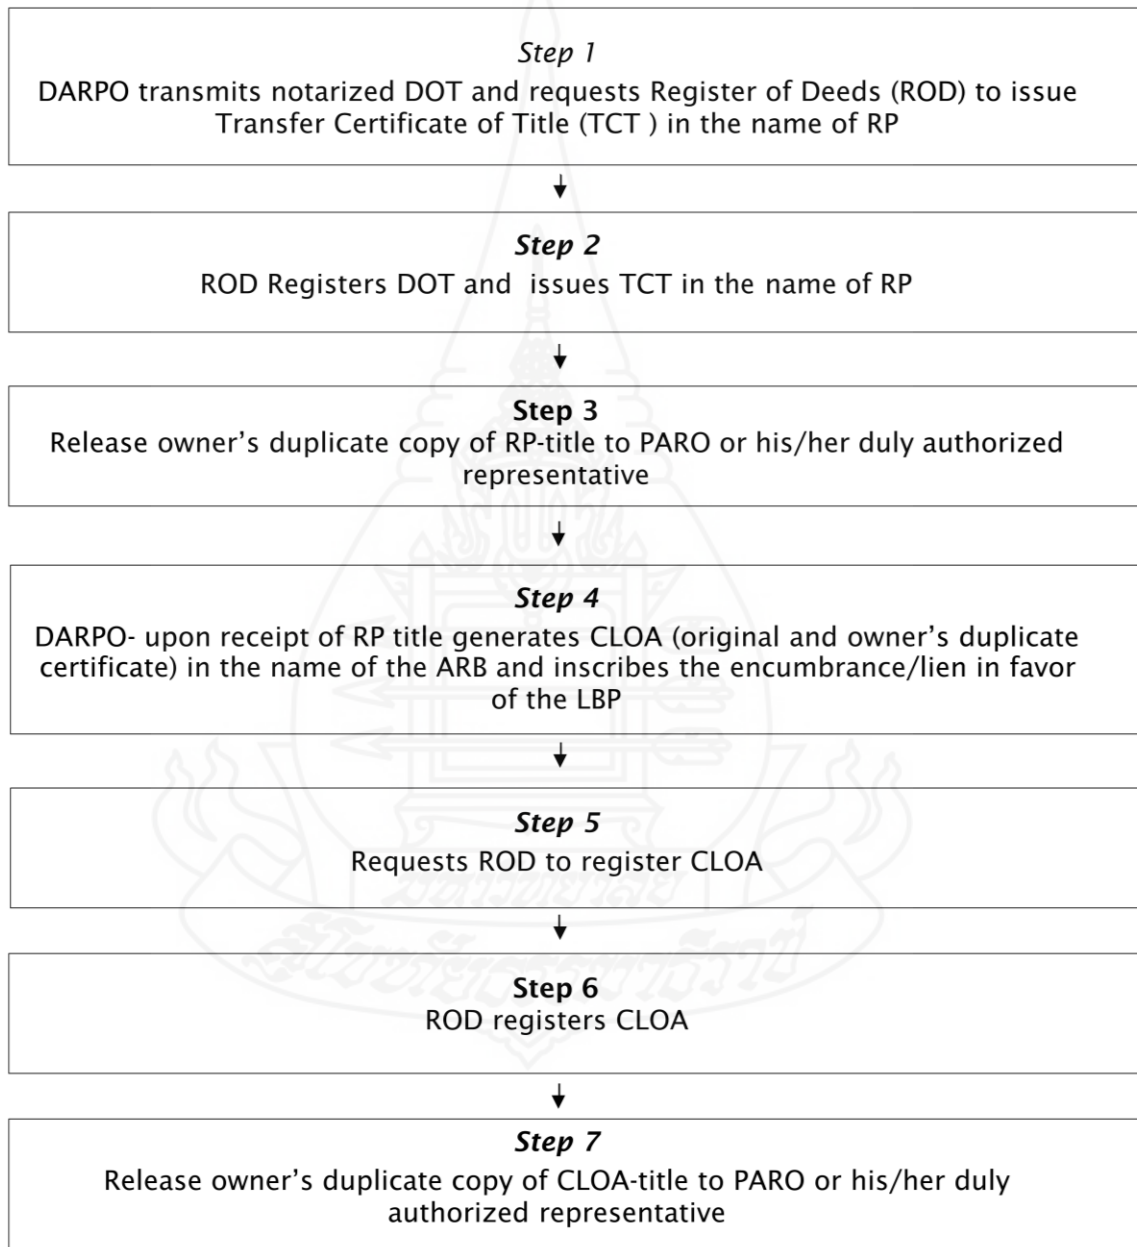 Step 1
DARPO transmits notarized DOT and requests Register of Deeds (ROD) to issue
Transfer Certificate of Title (TCT ) in the name of RP
Step 2
ROD Registers DOT and issues TCT in the name of RP
Step 3
Release owner’s duplicate copy of RP-title to PARO or his/her duly authorized
representative
Step 4
DARPO- upon receipt of RP title generates CLOA (original and owner’s duplicate
certificate) in the name of the ARB and inscribes the encumbrance/lien in favor
of the LBP
Step 5
Requests ROD to register CLOA
Step 6
ROD registers CLOA
Step 7
Release owner’s duplicate copy of CLOA-title to PARO or his/her duly
authorized representative